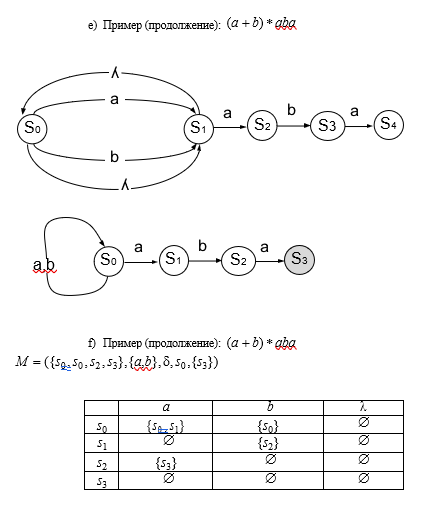 e) Пример (продолжение): (a + b) * aba
λ
a
S₀ S₁ a S₂ b S₃ a S₄
b
λ
a,b S₀ a S₁ b S₂ a S₃
f) Пример (продолжение): (a + b) * aba
M = ({s₀, s₀, s₂, s₃}, {a,b}, δ, s₀, {s₃})
a b λ
s₀ {s₀, s₁} {s₀} ∅
s₁ ∅ {s₂} ∅
s₂ {s₃} ∅ ∅
s₃ ∅ ∅ ∅